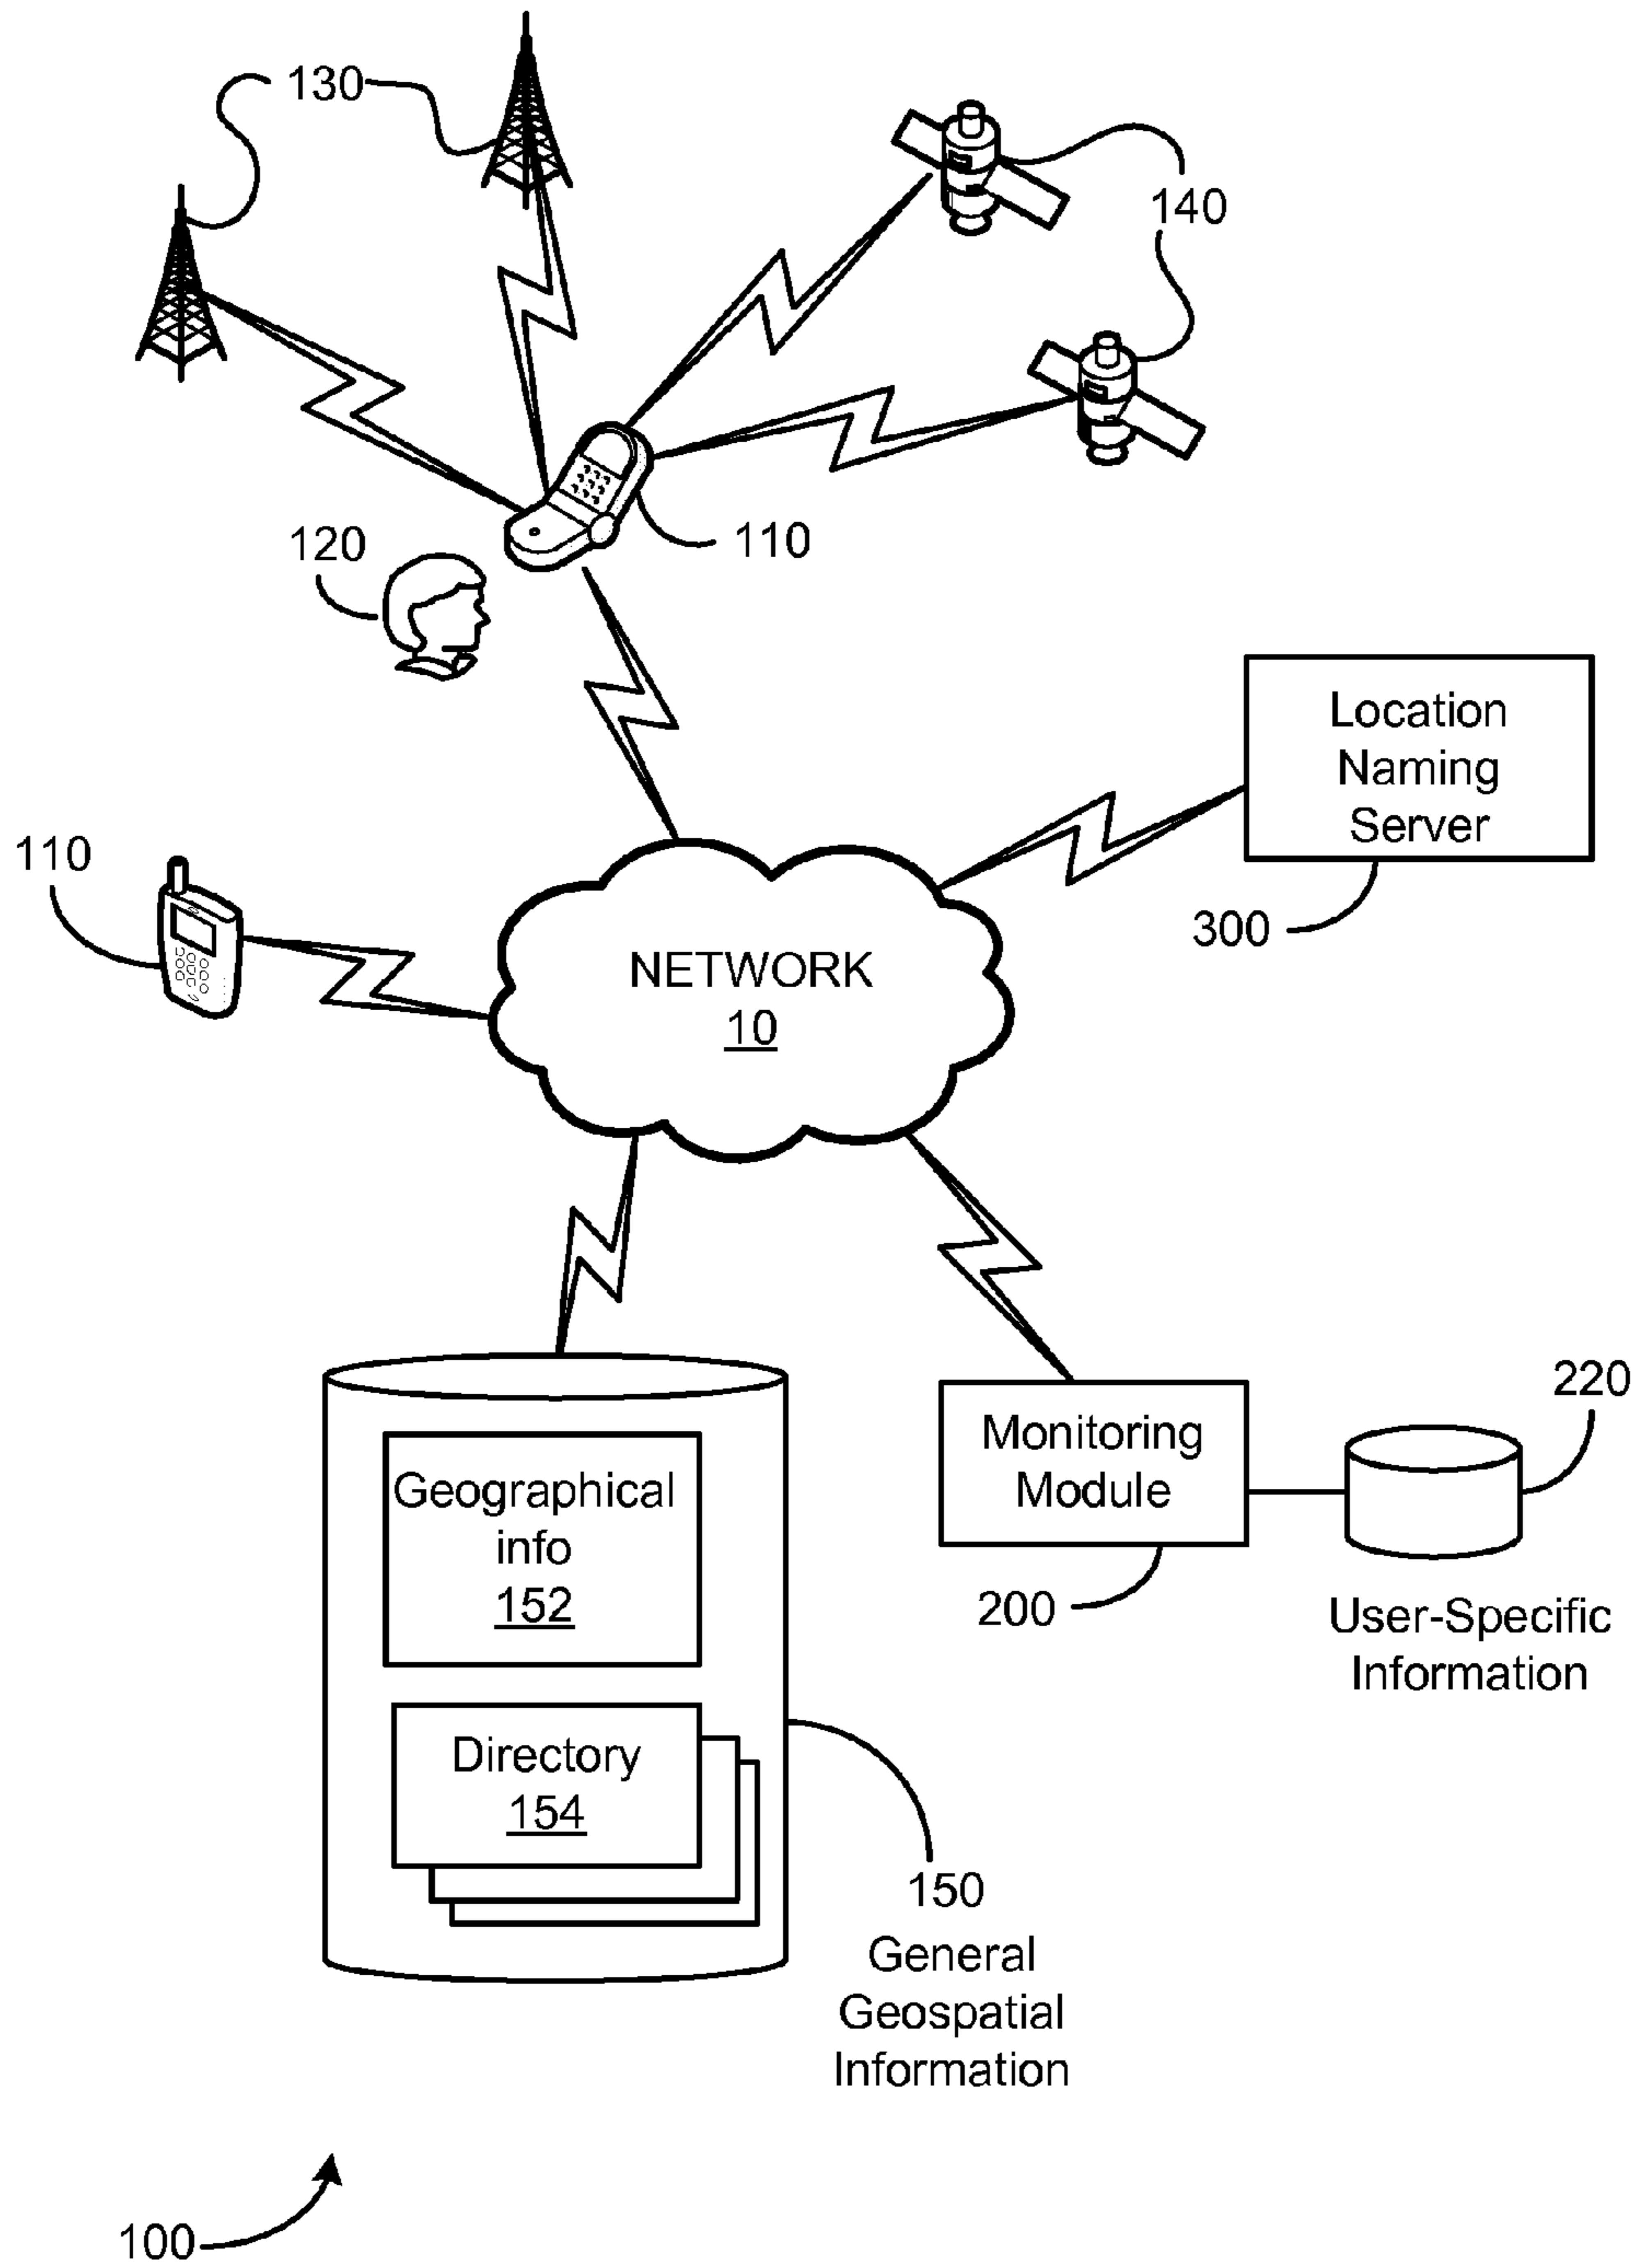 130
140
120
110
Location
Naming
Server
110
300
NETWORK
10
220
Monitoring
Module
Geographical
info
152
200
User-Specific
Information
Directory
154
150
General
Geospatial
Information
100